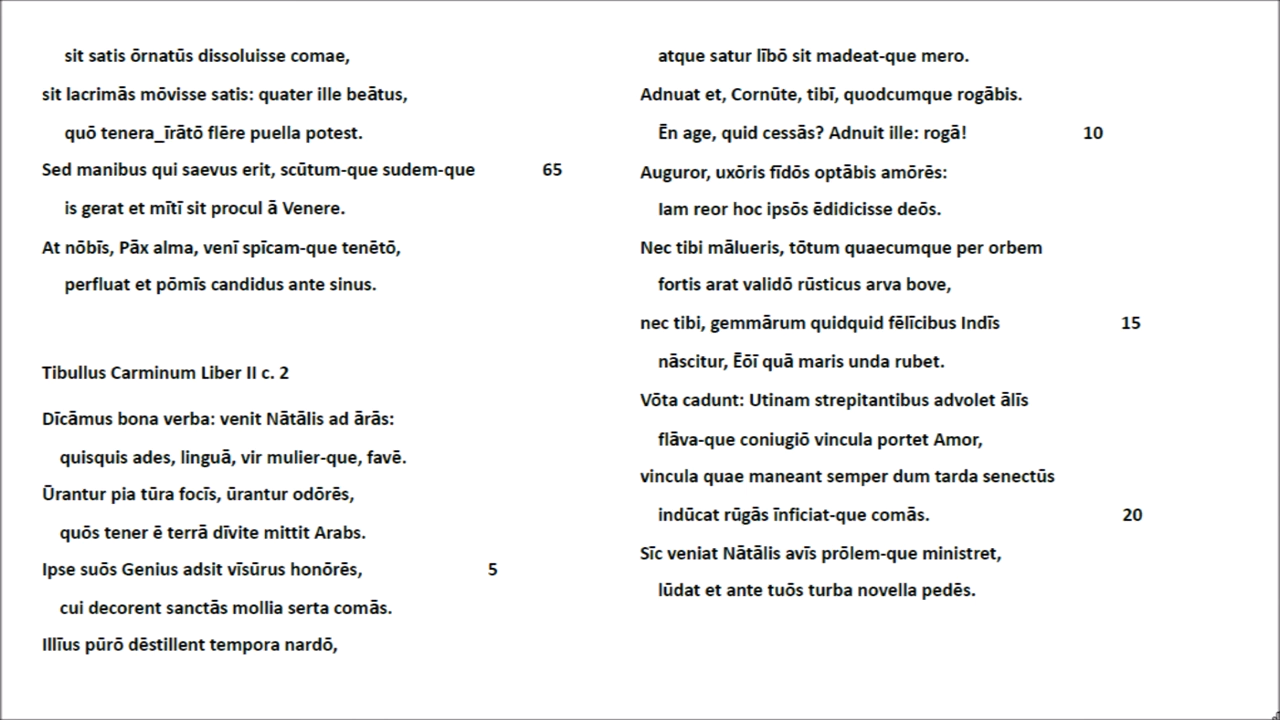 sit satis ōrnatūs dissoluisse comae,
sit lacrimās mōvisse satis: quater ille beātus,
quō tenera_īrātō flēre puella potest.
Sed manibus qui saevus erit, scūtum-que sudem-que 65
is gerat et mītī sit procul ā Venere.
At nōbīs, Pāx alma, venī spīcam-que tenētō,
perfluat et pōmīs candidus ante sinus.
Tibullus Carminum Liber II c. 2
Dīcāmus bona verba: venit Nātālis ad ārās:
quisquis ades, linguā, vir mulier-que, favē.
Ūrantur pia tūra focīs, ūrantur odōrēs,
quōs tener ē terrā dīvite mittit Arabs.
Ipse suōs Genius adsit vīsūrus honōrēs, 5
cui decorent sanctās mollia serta comās.
Illīus pūrō dēstillent tempora nardō,
atque satur lībō sit madeat-que mero.
Adnuat et, Cornūte, tibī, quodcumque rogābis.
Ēn age, quid cessās? Adnuit ille: rogā! 10
Auguror, uxōris fīdōs optābis amōrēs:
Iam reor hoc ipsōs ēdidicisse deōs.
Nec tibi mālueris, tōtum quaecumque per orbem
fortis arat validō rūsticus arva bove,
nec tibi, gemmārum quidquid fēlīcibus Indīs 15
nāscitur, Ēōī quā maris unda rubet.
Vōta cadunt: Utinam strepitantibus advolet ālīs
flāva-que coniugiō vincula portet Amor,
vincula quae maneant semper dum tarda senectūs
indūcat rūgās īnficiat-que comās. 20
Sīc veniat Nātālis avīs prōlem-que ministret,
lūdat et ante tuōs turba novella pedēs.